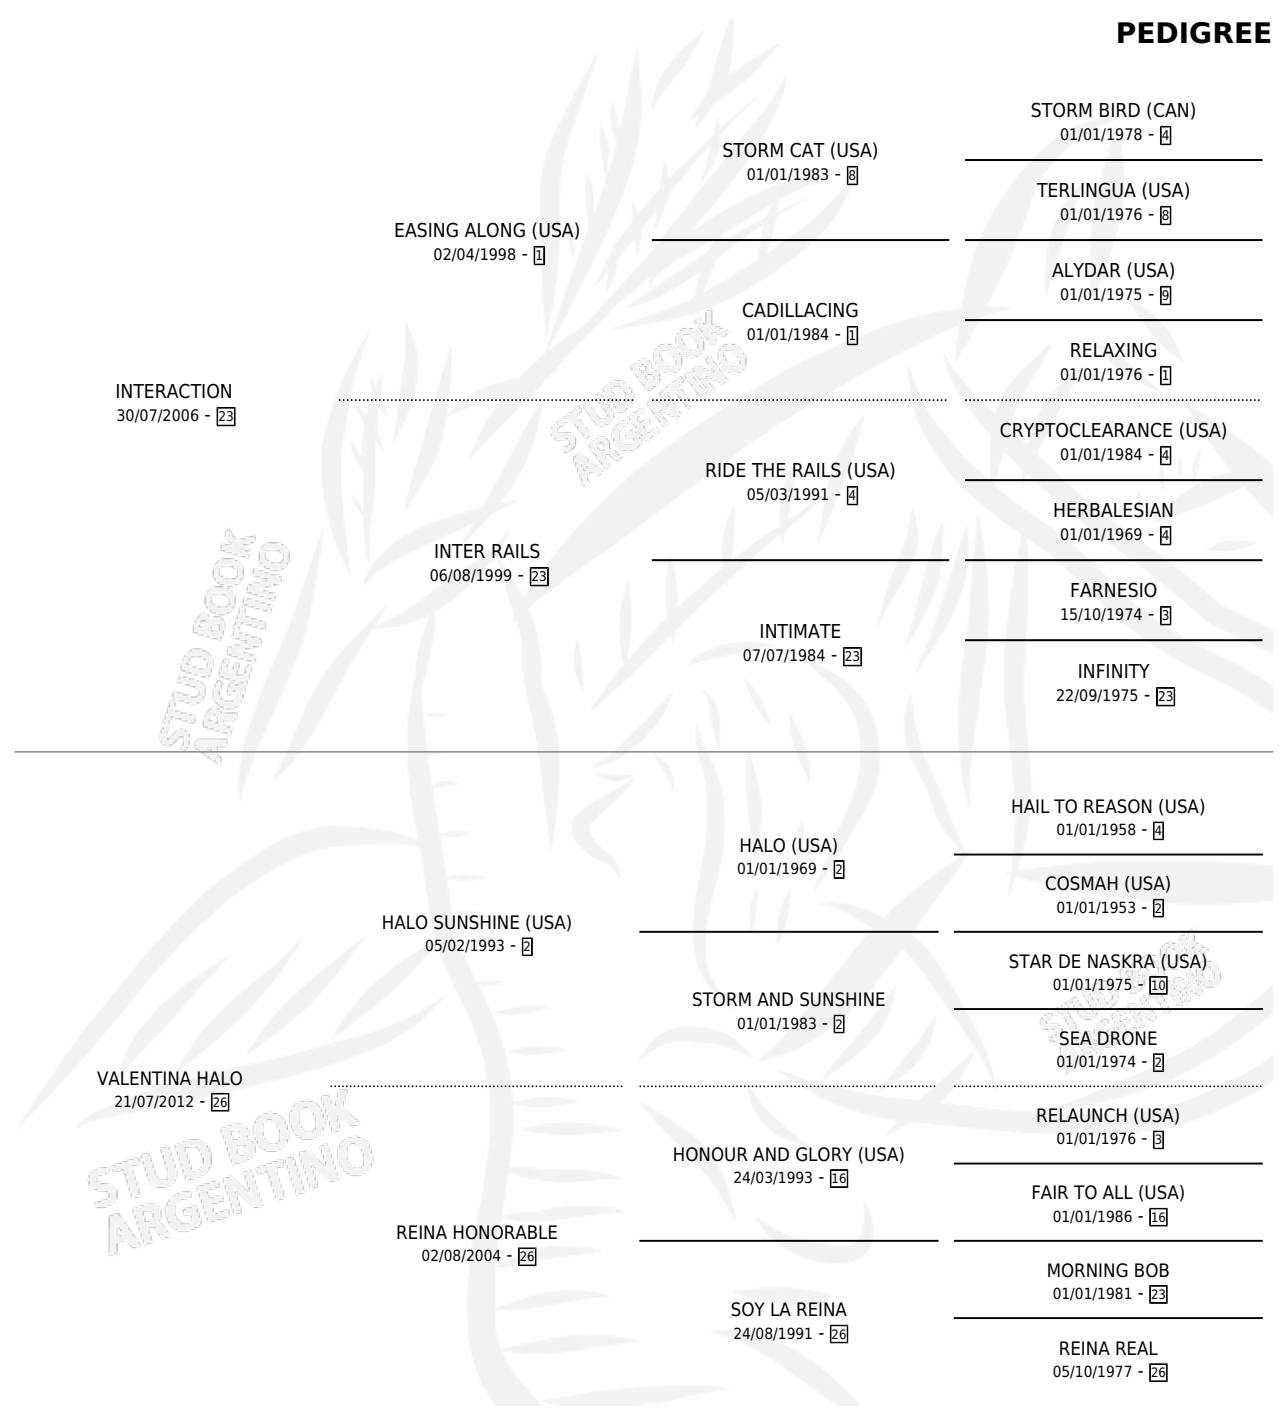 PEDIGREE
STORM BIRD (CAN)
01/01/1978 - 4
STORM CAT (USA)
01/01/1983 - 8
TERLINGUA (USA)
01/01/1976 - 8
EASING ALONG (USA)
02/04/1998 - 1
ALYDAR (USA)
01/01/1975 - 9
CADILLACING
01/01/1984 - 1
RELAXING
01/01/1976 - 1
INTERACTION
30/07/2006 - 23
CRYPTOCLEARANCE (USA)
01/01/1984 - 4
RIDE THE RAILS (USA)
05/03/1991 - 4
HERBALESIAN
01/01/1969 - 4
INTER RAILS
06/08/1999 - 23
FARNESIO
15/10/1974 - 3
INTIMATE
07/07/1984 - 23
INFINITY
22/09/1975 - 23
STUD BOOK
ARGENTINO
STUD BOOK
ARGENTINO
HAIL TO REASON (USA)
01/01/1958 - 4
HALO (USA)
01/01/1969 - 2
COSMAH (USA)
01/01/1953 - 2
HALO SUNSHINE (USA)
05/02/1993 - 2
STAR DE NASKRA (USA)
01/01/1975 - 10
STORM AND SUNSHINE
01/01/1983 - 2
SEA DRONE
01/01/1974 - 2
VALENTINA HALO
21/07/2012 - 26
RELAUNCH (USA)
01/01/1976 - 3
HONOUR AND GLORY (USA)
24/03/1993 - 16
FAIR TO ALL (USA)
01/01/1986 - 16
REINA HONORABLE
02/08/2004 - 26
MORNING BOB
01/01/1981 - 23
SOY LA REINA
24/08/1991 - 26
REINA REAL
05/10/1977 - 26
STUD BOOK
ARGENTINO
STUD BOOK
ARGENTINO